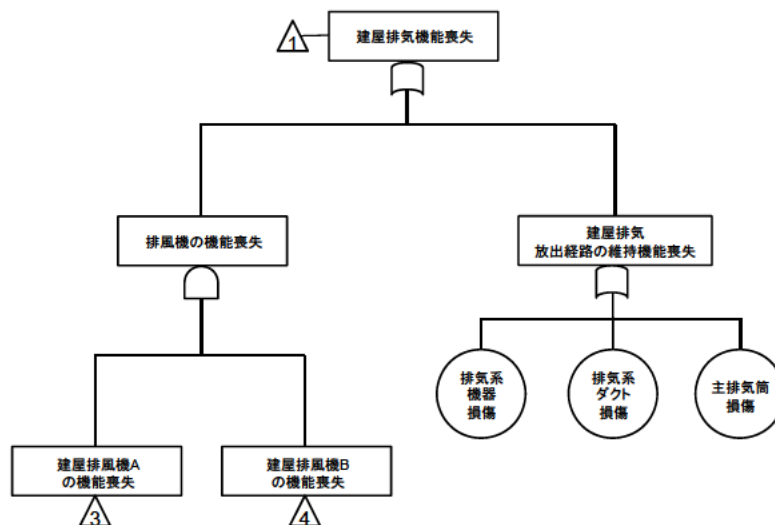 1
建屋排気機能喪失
排風機の機能喪失
建屋排気
放出経路の維持機能喪失
排気系
機器
損傷
排気系
ダクト
損傷
主排気筒
損傷
建屋排風機A
の機能喪失
建屋排風機B
の機能喪失
3
4